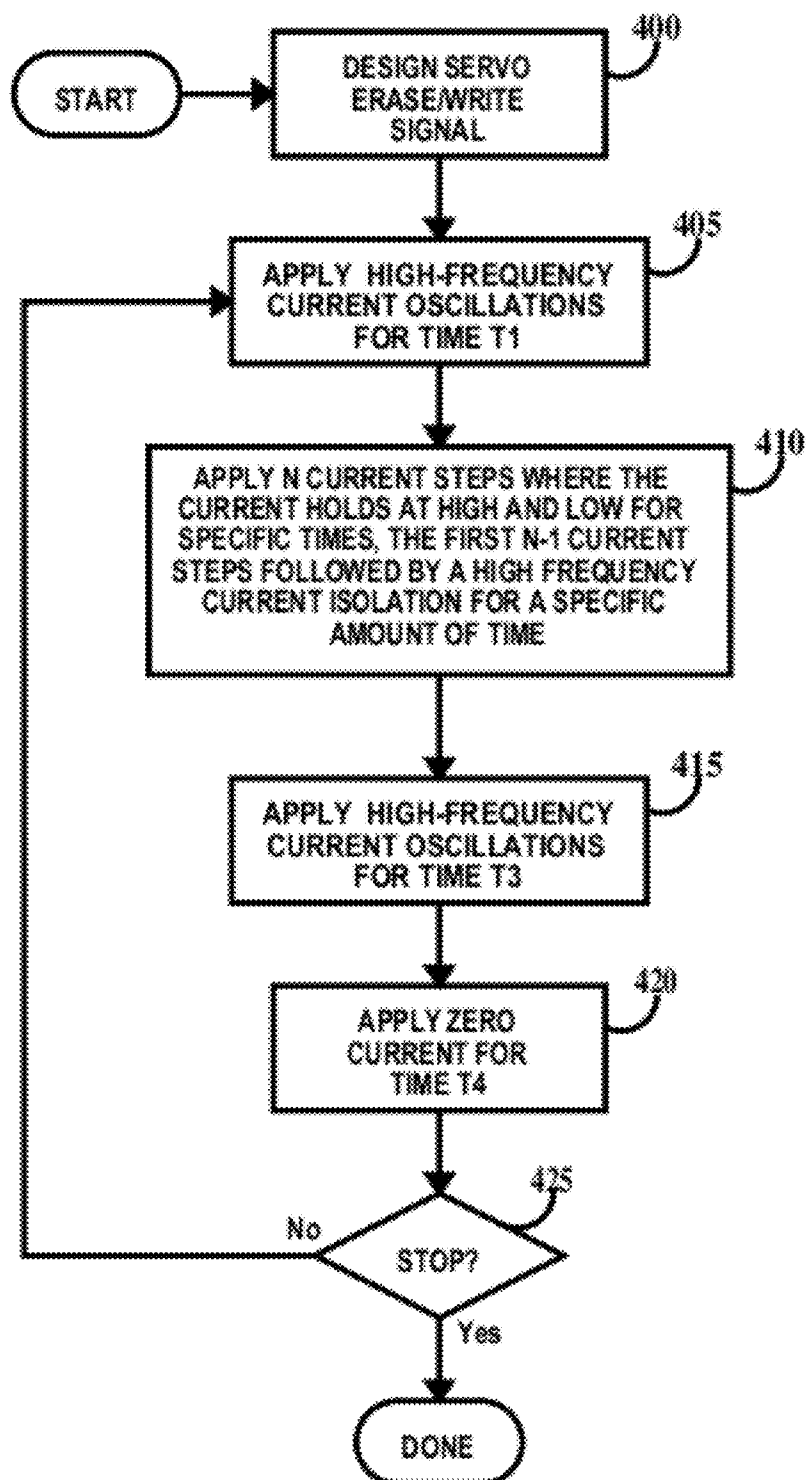 400
START
DESIGN SERVO
ERASE/WRITE
SIGNAL
405
APPLY HIGH-FREQUENCY
CURRENT OSCILLATIONS
FOR TIME T1
410
APPLY N CURRENT STEPS WHERE THE
CURRENT HOLDS AT HIGH AND LOW FOR
SPECIFIC TIMES, THE FIRST N-1 CURRENT
STEPS FOLLOWED BY A HIGH FREQUENCY
CURRENT ISOLATION FOR A SPECIFIC
AMOUNT OF TIME
415
APPLY HIGH-FREQUENCY
CURRENT OSCILLATIONS
FOR TIME T3
420
APPLY ZERO
CURRENT FOR
TIME T4
425
No
STOP?
Yes
DONE